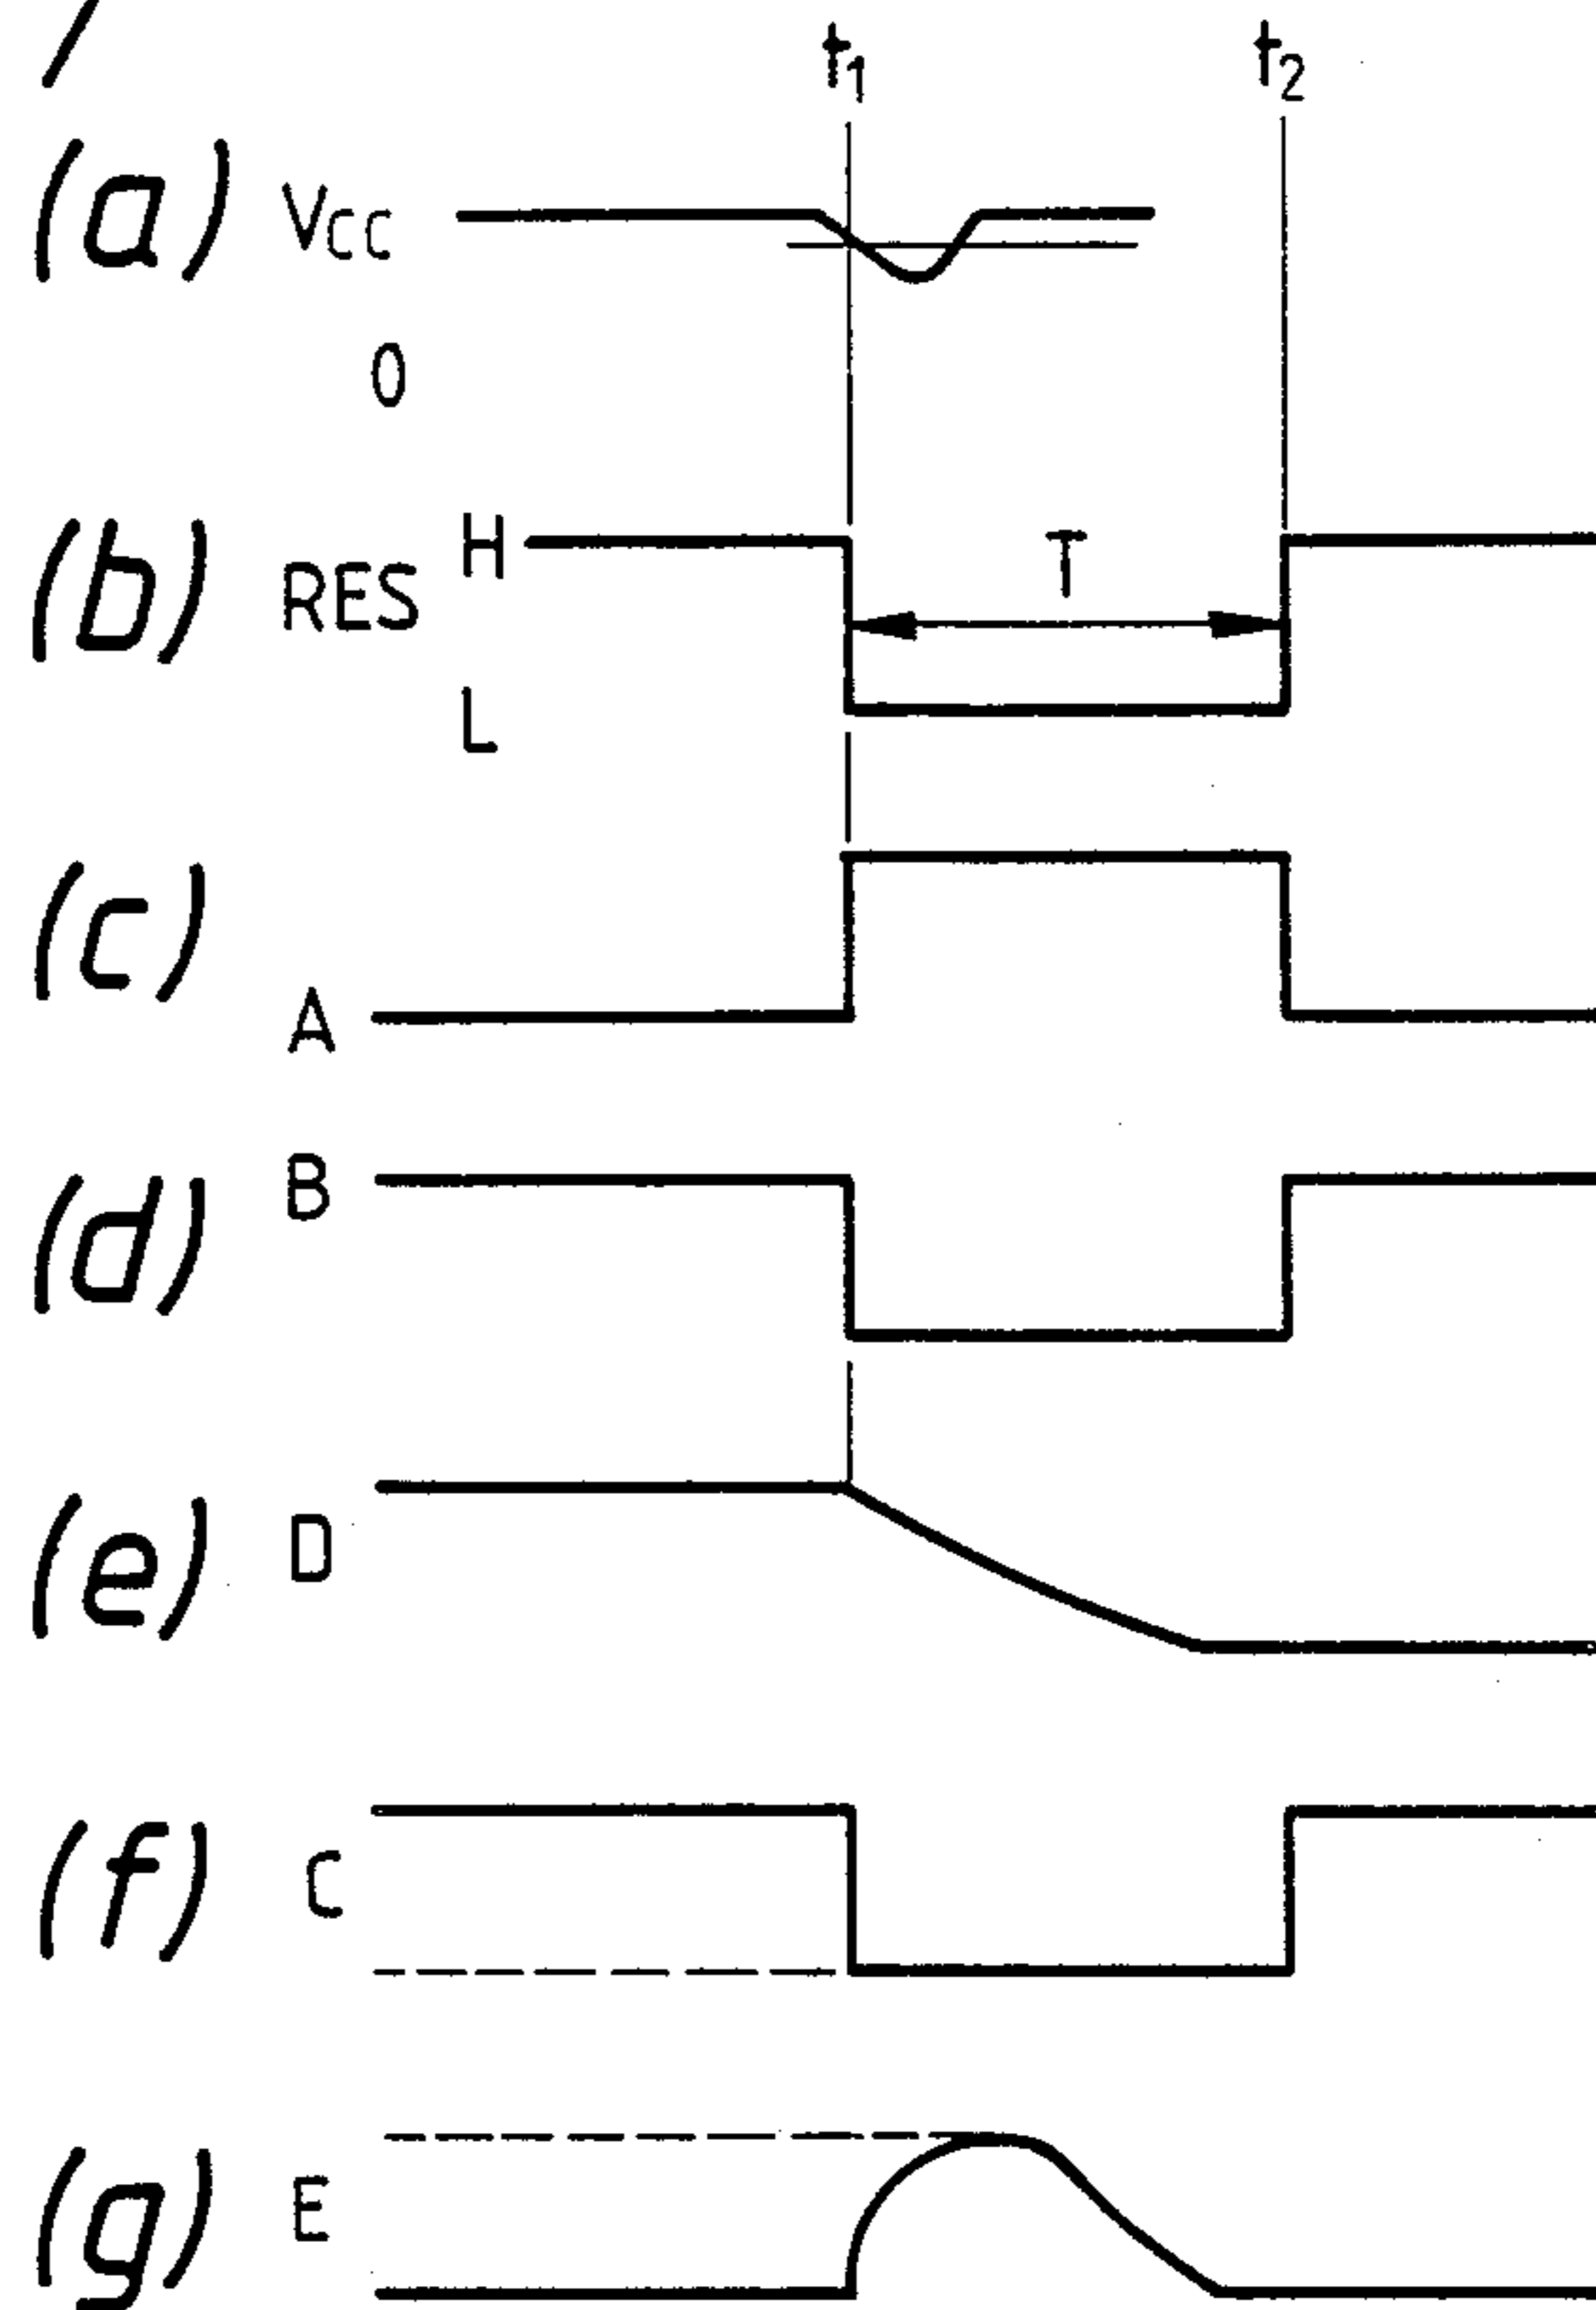 t1 t2
(a) VCC
0
(b) RES H T
L
(c)
A
(d) B
(e) D
(f) C
(g) E